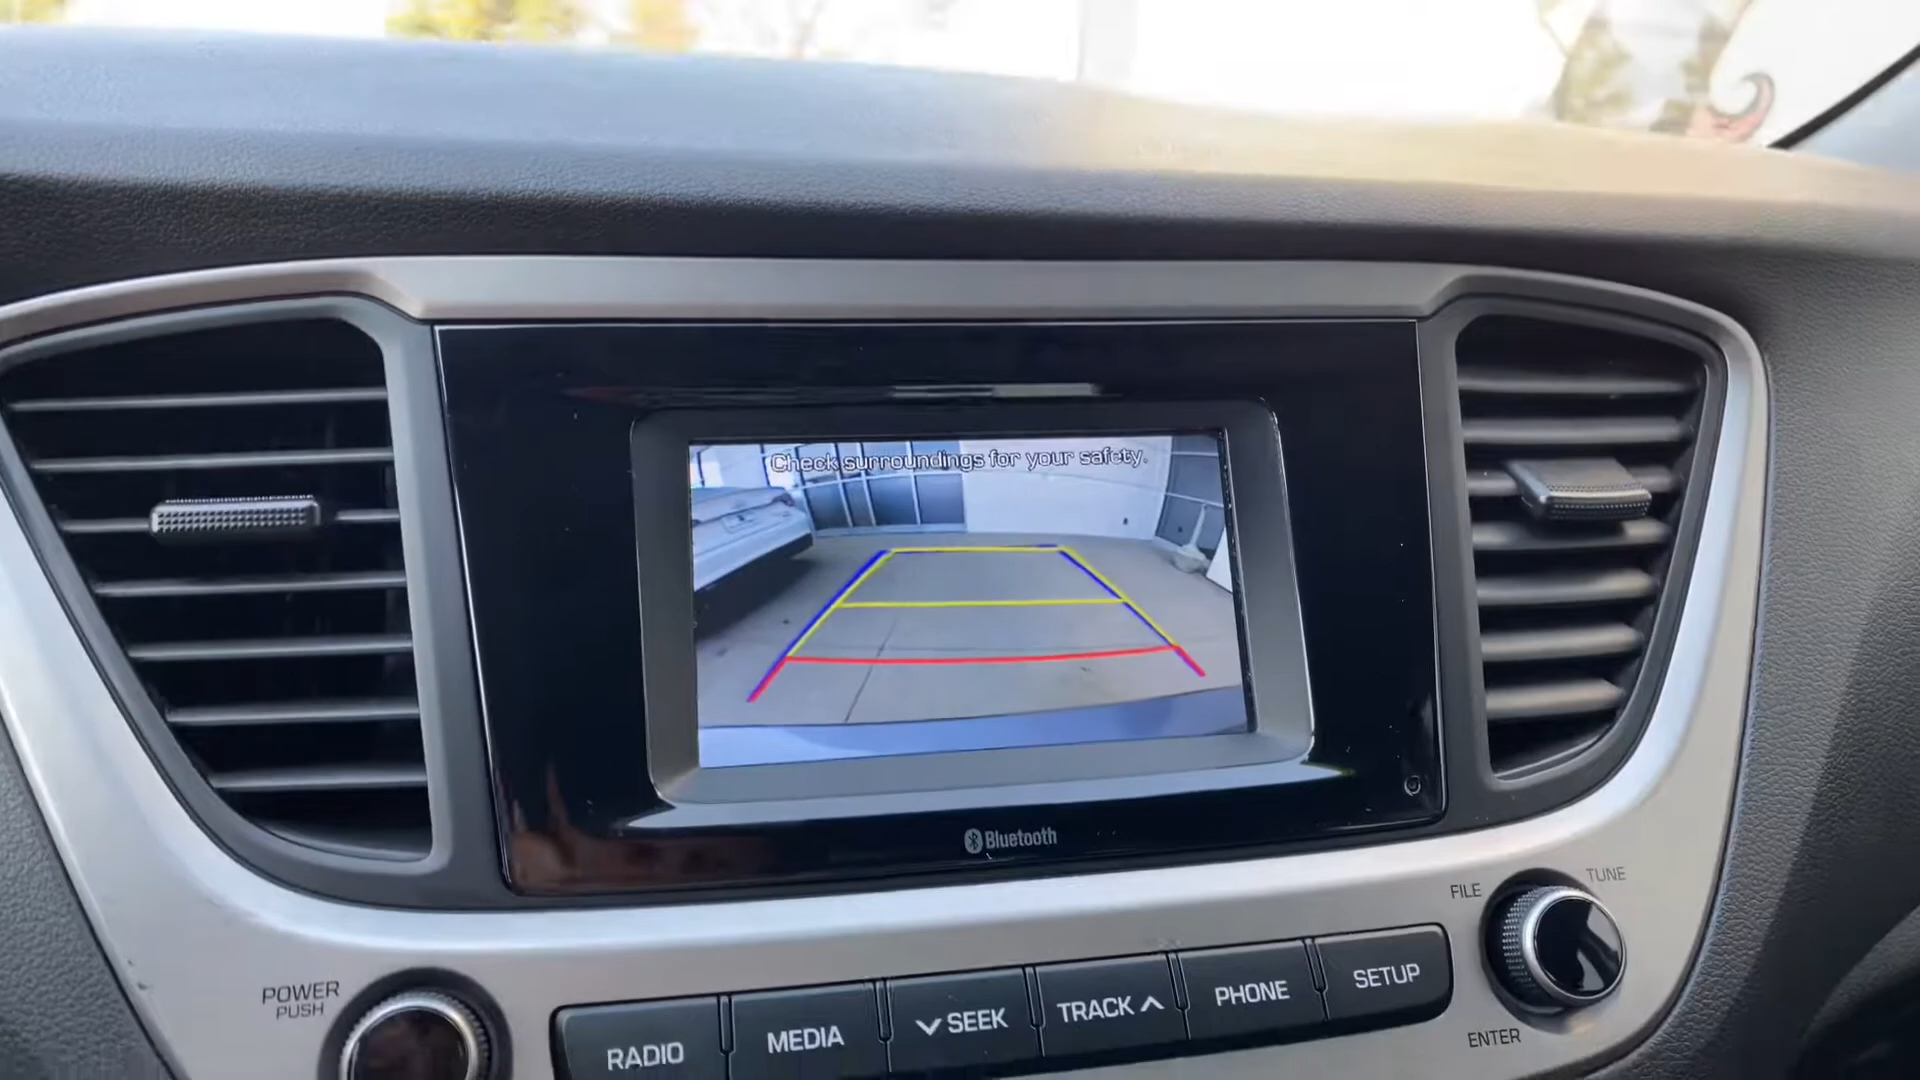 Check surroundings for your safety.
Bluetooth
FILE
TUNE
POWER
PUSH
RADIO
MEDIA
SEEK
TRACK
PHONE
SETUP
ENTER